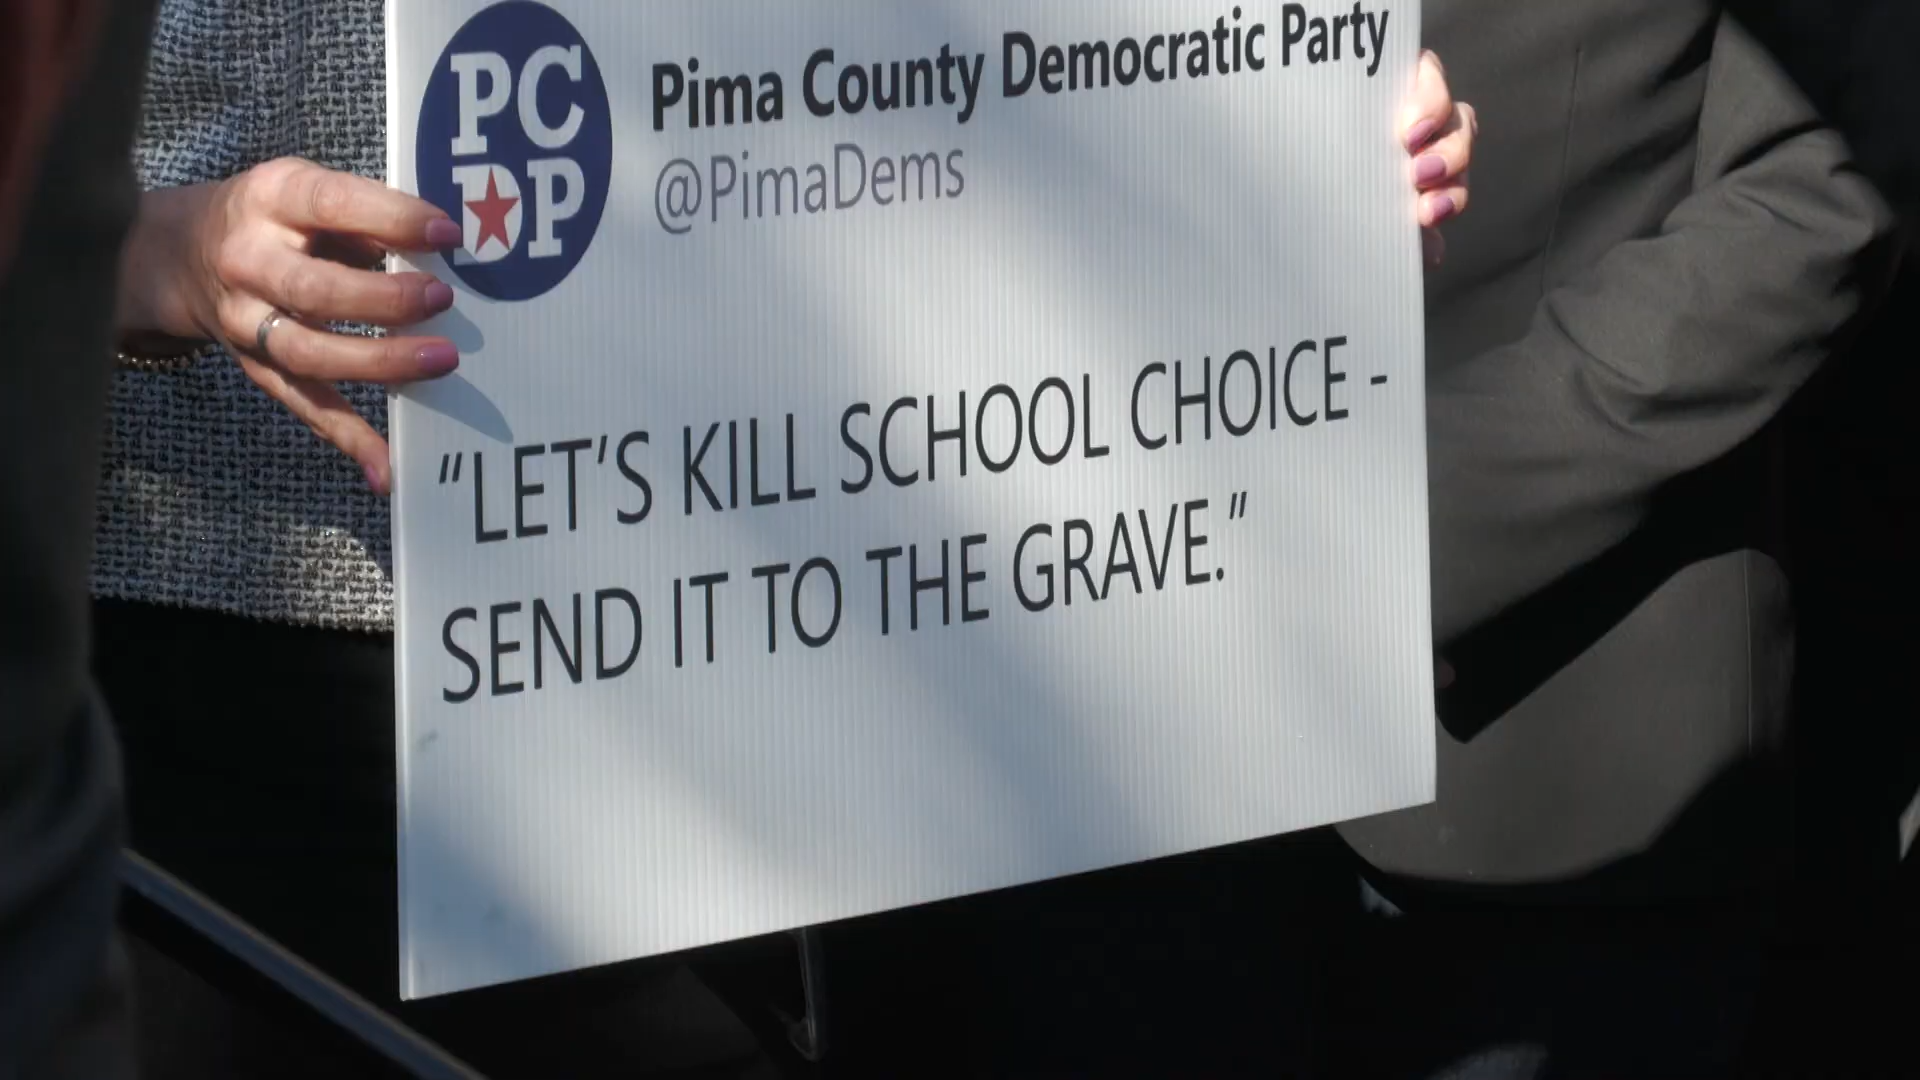 PC
DP
Pima County Democratic Party
@PimaDems
“LET’S KILL SCHOOL CHOICE -
SEND IT TO THE GRAVE.”